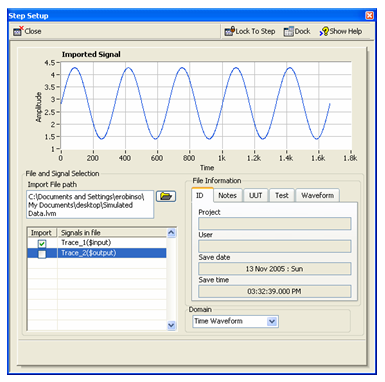 Step Setup
Close
Lock To Step
Dock
Show Help
Imported Signal
Amplitude
4.5
4
3.5
3
2.5
2
1.5
1
0 200 400 600 800 1k 1.2k 1.4k 1.6k 1.8k
Time
File and Signal Selection
Import File path
C:\Documents and Settings\erobinso\
My Documents\desktop\Simulated
Data.lvm
Import Signals in file
Trace_1($input)
Trace_2($output)
File Information
ID Notes UUT Test Waveform
Project
User
Save date
13 Nov 2005 : Sun
Save time
03:32:39.000 PM
Domain
Time Waveform